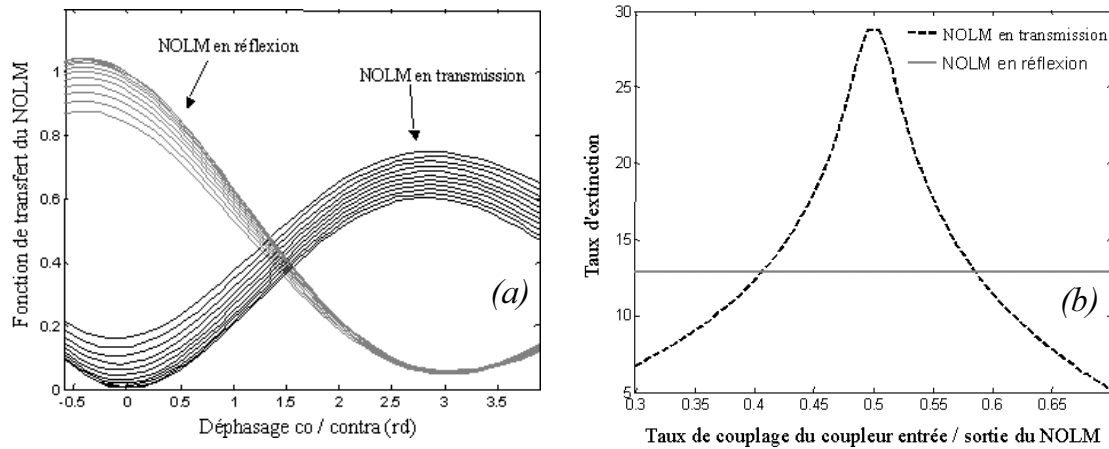 NOLM en réflexion
NOLM en transmission
Fonction de transfert du NOLM
1
0.8
0.6
0.4
0.2
0
-0.5
0
0.5
1
1.5
2
2.5
3
3.5
Déphasage co / contra (rd)
(a)
30
25
20
15
10
5
0.3
0.35
0.4
0.45
0.5
0.55
0.6
0.65
Taux d'extinction
NOLM en transmission
NOLM en réflexion
(b)
Taux de couplage du coupleur entrée / sortie du NOLM